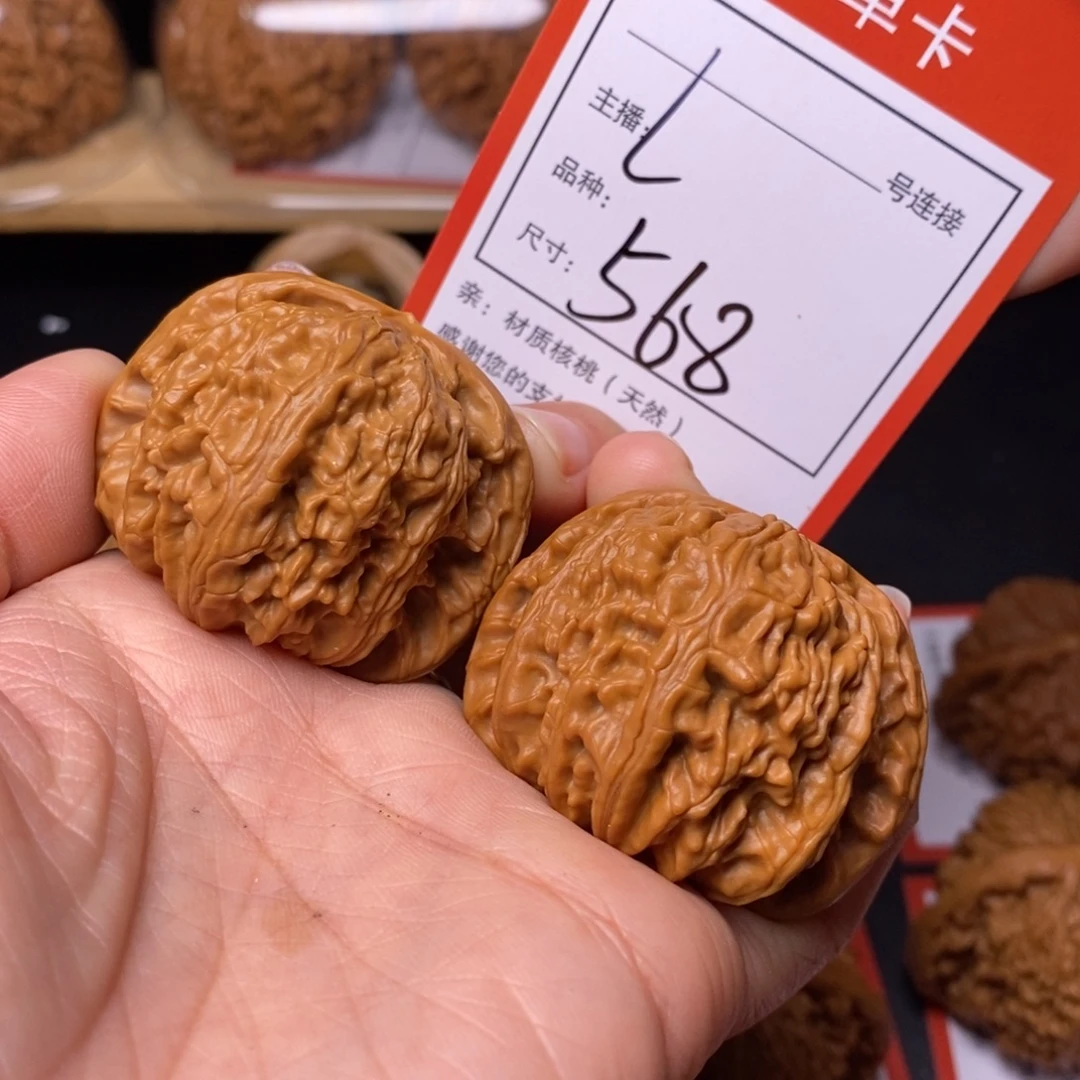 单卡
号连接
主播: L
品种:
尺寸: 568
亲：材质核桃（天然）
感谢您的支